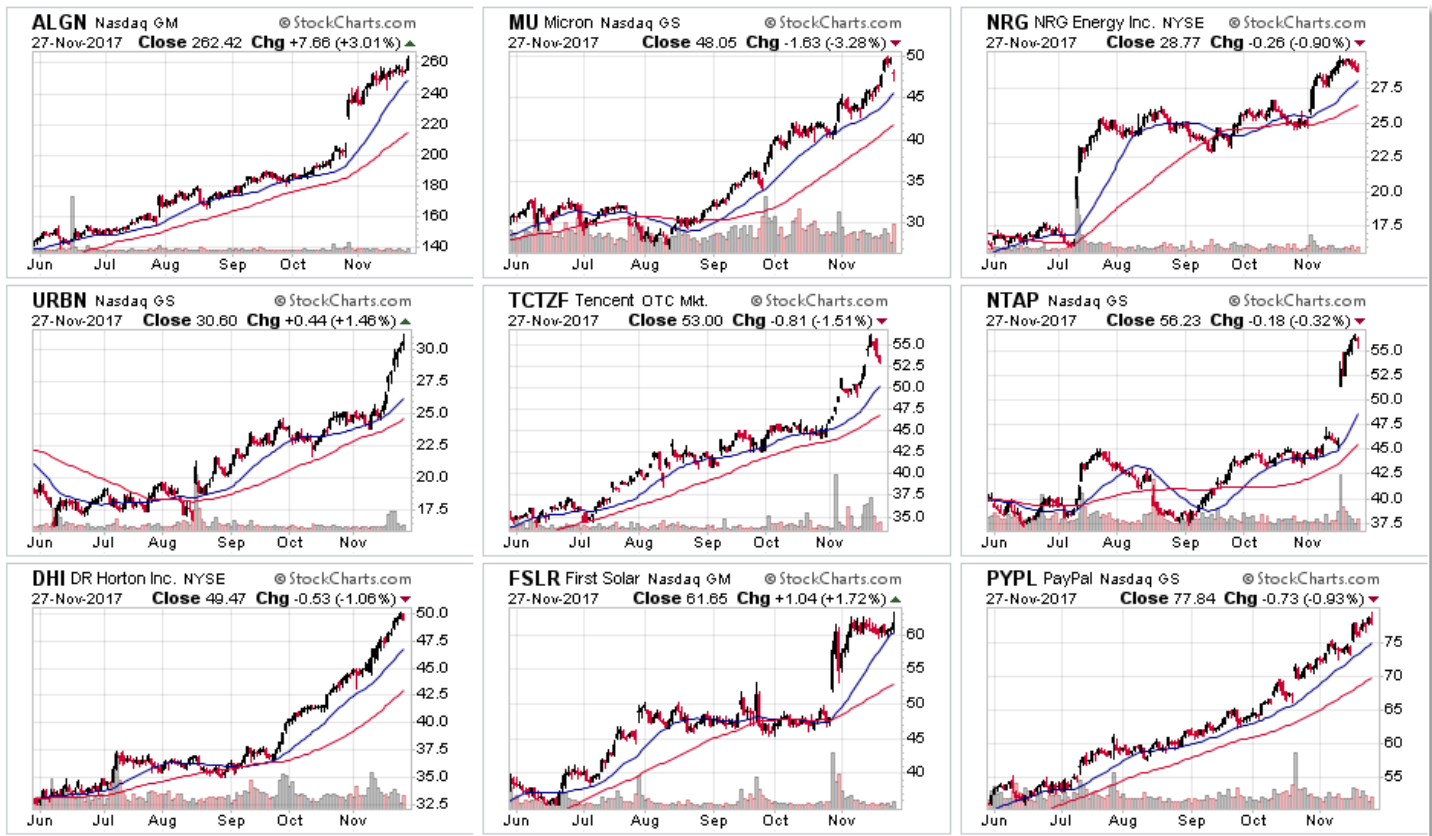 ALGN Nasdaq GM © StockCharts.com
27-Nov-2017 Close 262.42 Chg +7.66 (+3.01%)
260
240
220
200
180
160
140
Jun Jul Aug Sep Oct Nov
MU Micron Nasdaq GS © StockCharts.com
27-Nov-2017 Close 48.05 Chg -1.63 (-3.28%)
50
45
40
35
30
Jun Jul Aug Sep Oct Nov
NRG NRG Energy Inc. NYSE © StockCharts.com
27-Nov-2017 Close 28.77 Chg -0.26 (-0.90%)
27.5
25.0
22.5
20.0
17.5
Jun Jul Aug Sep Oct Nov
URBN Nasdaq GS © StockCharts.com
27-Nov-2017 Close 30.60 Chg +0.44 (+1.46%)
30.0
27.5
25.0
22.5
20.0
17.5
Jun Jul Aug Sep Oct Nov
TCTZF Tencent OTC Mkt. © StockCharts.com
27-Nov-2017 Close 53.00 Chg -0.81 (-1.51%)
55.0
52.5
50.0
47.5
45.0
42.5
40.0
37.5
35.0
Jun Jul Aug Sep Oct Nov
NTAP Nasdaq GS © StockCharts.com
27-Nov-2017 Close 56.23 Chg -0.18 (-0.32%)
55.0
52.5
50.0
47.5
45.0
42.5
40.0
37.5
Jun Jul Aug Sep Oct Nov
DHI DR Horton Inc. NYSE © StockCharts.com
27-Nov-2017 Close 49.47 Chg -0.53 (-1.06%)
50.0
47.5
45.0
42.5
40.0
37.5
35.0
32.5
Jun Jul Aug Sep Oct Nov
FSLR First Solar Nasdaq GM © StockCharts.com
27-Nov-2017 Close 61.65 Chg +1.04 (+1.72%)
60
55
50
45
40
Jun Jul Aug Sep Oct Nov
PYPL PayPal Nasdaq GS © StockCharts.com
27-Nov-2017 Close 77.84 Chg -0.73 (-0.93%)
75
70
65
60
55
Jun Jul Aug Sep Oct Nov